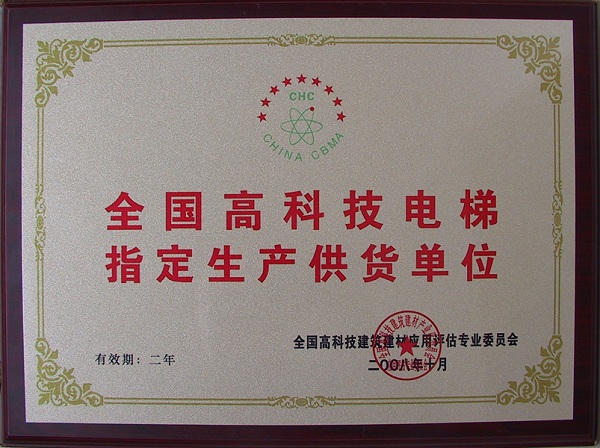 CHC
CHINA CBMA
全国高科技电梯
指定生产供货单位
全国高科技建筑建材应用评估专业委员会
有效期：二年
二00八年十月